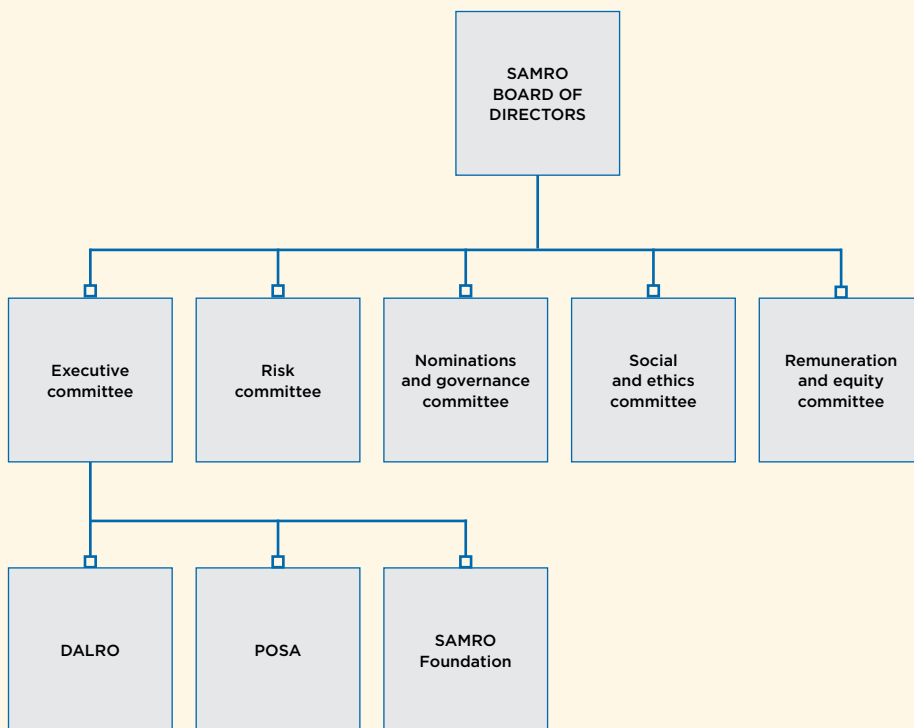 SAMRO
BOARD OF
DIRECTORS
Executive
committee
Risk
committee
Nominations
and governance
committee
Social
and ethics
committee
Remuneration
and equity
committee
DALRO
POSA
SAMRO
Foundation